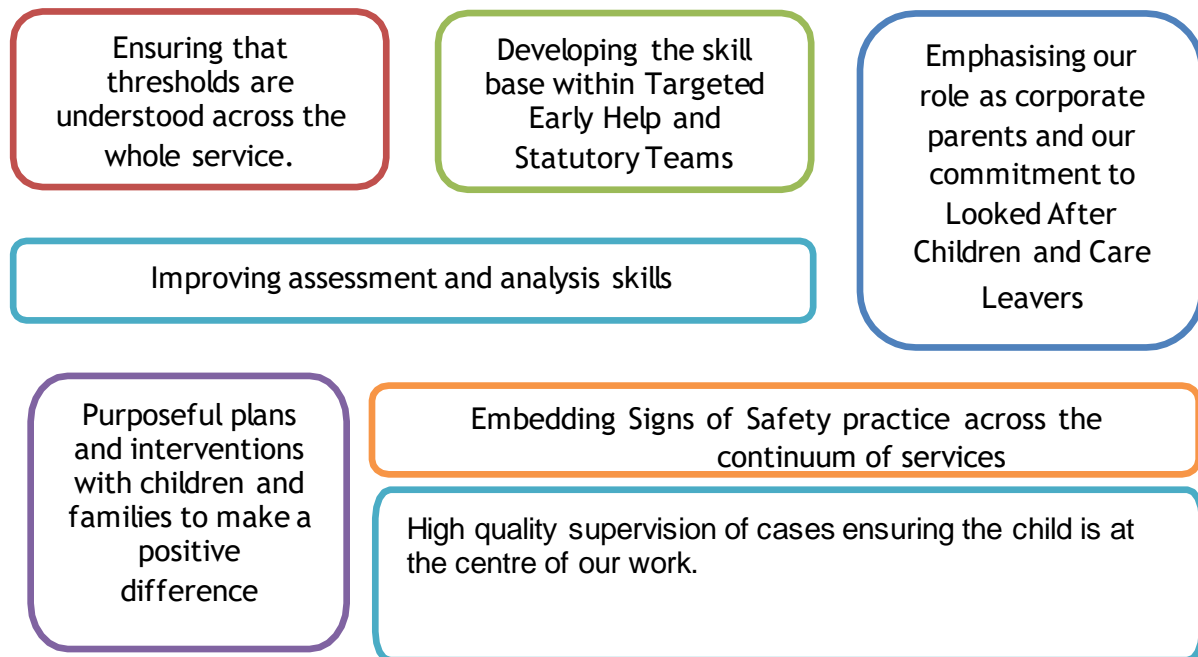 Ensuring that
thresholds are
understood across the
whole service.
Developing the skill
base within Targeted
Early Help and
Statutory Teams
Emphasising our
role as corporate
parents and our
commitment to
Looked After
Children and Care
Leavers
Improving assessment and analysis skills
Purposeful plans
and interventions
with children and
families to make a
positive
difference
Embedding Signs of Safety practice across the
continuum of services
High quality supervision of cases ensuring the child is at
the centre of our work.